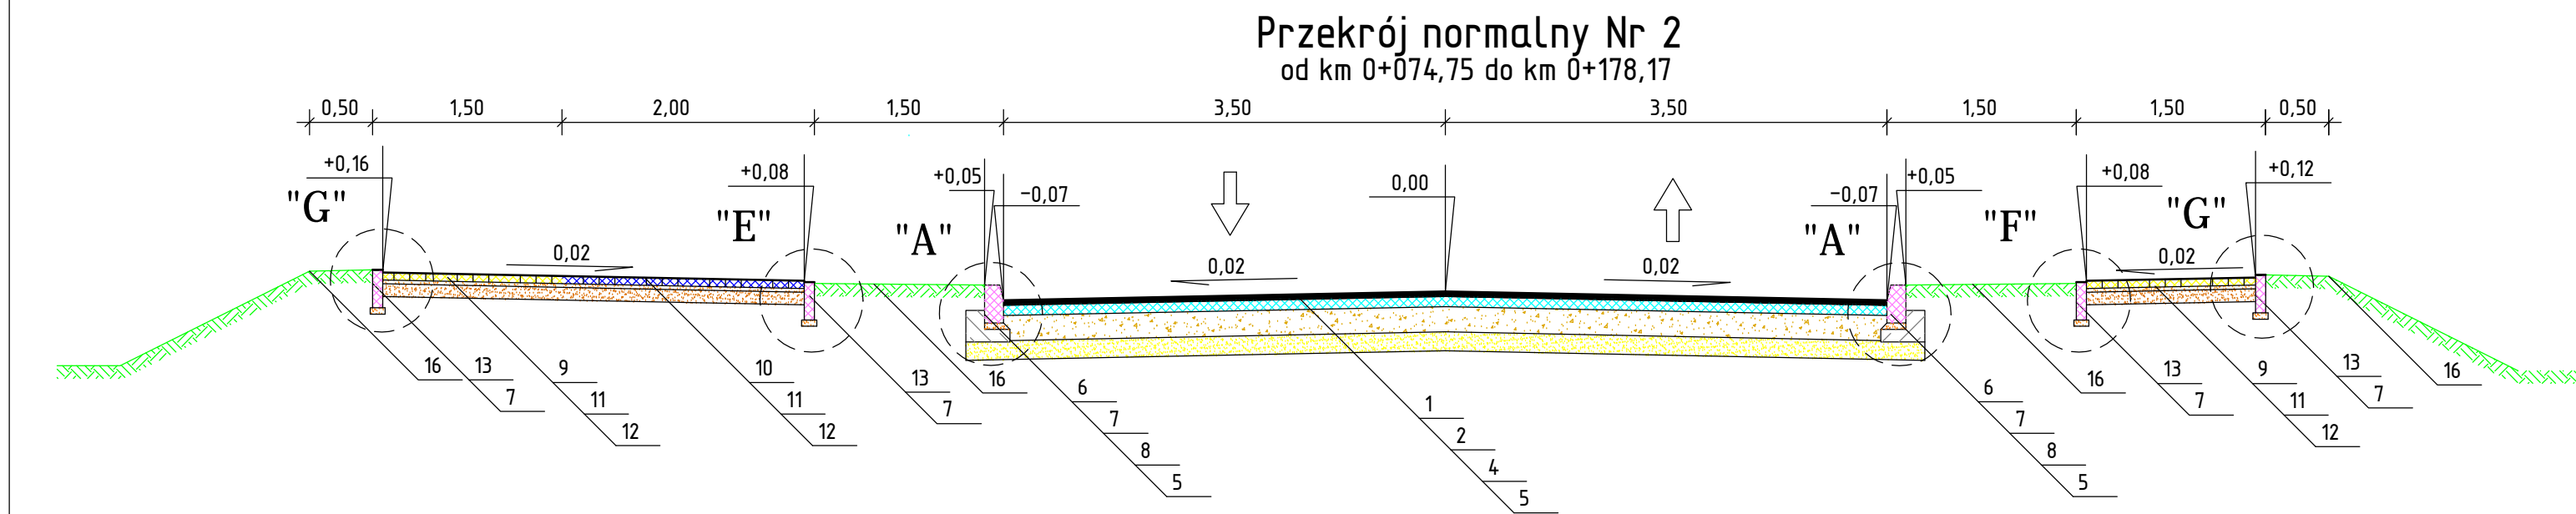 Przekrój normalny Nr 2
od km 0+074,75 do km 0+178,17
0,50 1,50 2,00 1,50 3,50 3,50 1,50 1,50 0,50
+0,16 +0,08 +0,05 -0,07 0,00 -0,07 +0,05 +0,08 +0,12
"G" "E" "A" "A" "F" "G"
0,02 0,02 0,02 0,02
16 13 9 10 13 16 6 1 6 16 13 9 13 16
7 11 11 7 7 2 7 7 11 7
12 12 8 4 8 12
5 5 5